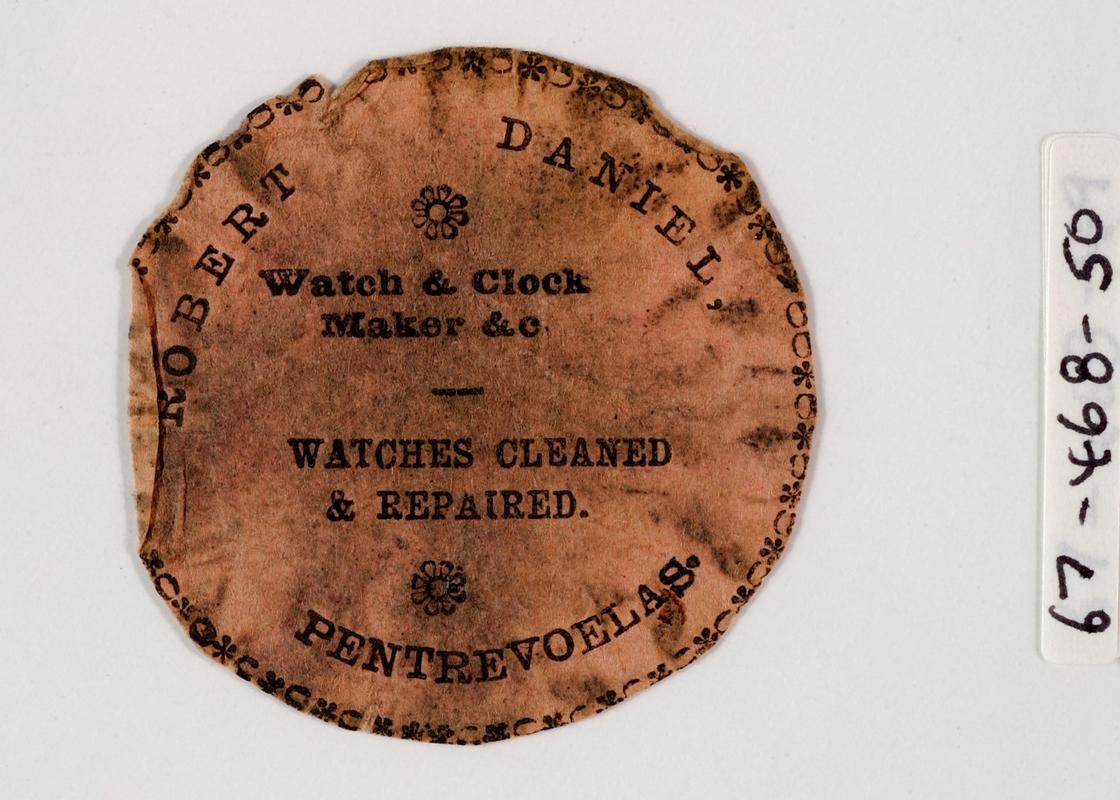 ROBERT DANIEL,
Watch & Clock
Maker &c.
WATCHES CLEANED
& REPAIRED.
PENTREVOELAS.
67-468-50